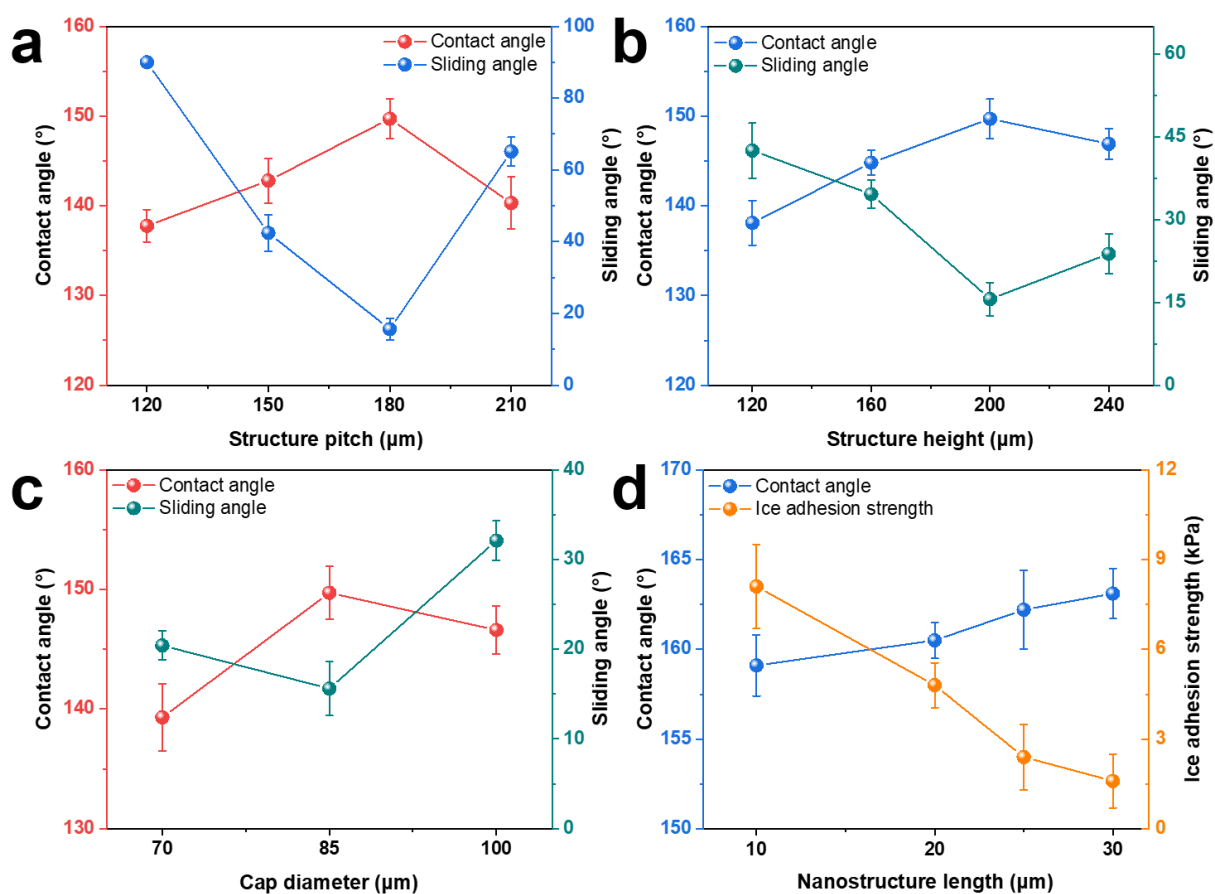 a
Contact angle
Sliding angle
160
150
140
130
120
Contact angle (°)
100
80
60
40
20
0
Sliding angle (°)
120 150 180 210
Structure pitch (µm)
b
Contact angle
Sliding angle
160
150
140
130
120
Contact angle (°)
60
45
30
15
0
Sliding angle (°)
120 160 200 240
Structure height (µm)
c
Contact angle
Sliding angle
160
150
140
130
Contact angle (°)
40
30
20
10
0
Sliding angle (°)
70 85 100
Cap diameter (µm)
d
Contact angle
Ice adhesion strength
170
165
160
155
150
Contact angle (°)
12
9
6
3
0
Ice adhesion strength (kPa)
10 20 30
Nanostructure length (µm)